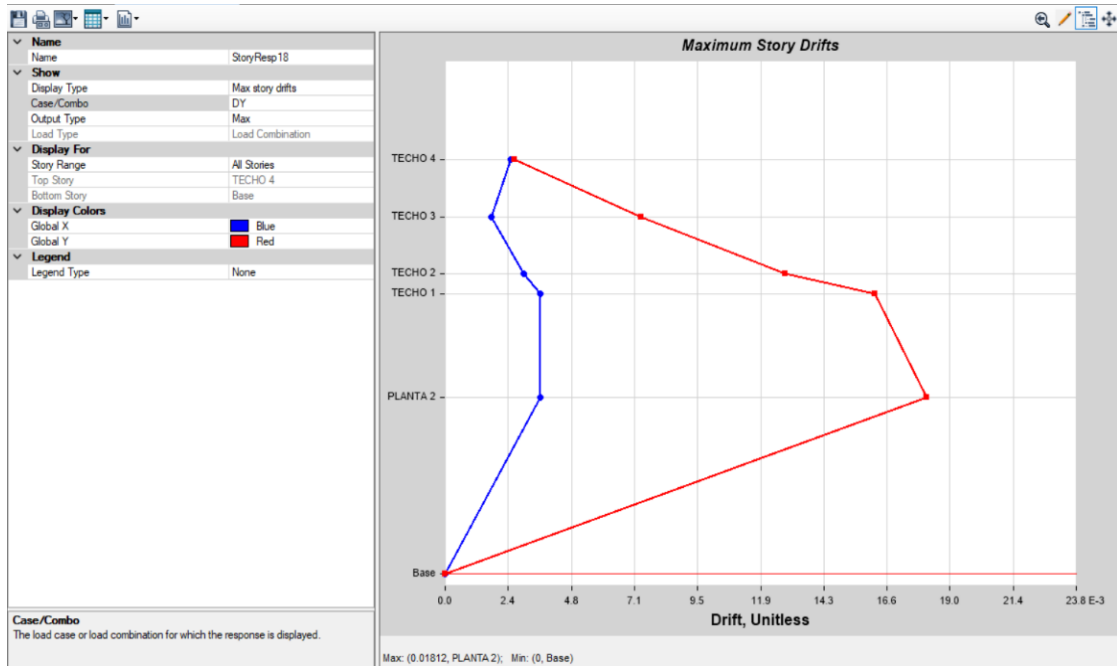 Name
Name StoryResp18
Show
Display Type Max story drifts
Case/Combo DY
Output Type Max
Load Type Load Combination
Display For
Story Range All Stories
Top Story TECHO 4
Bottom Story Base
Display Colors
Global X Blue
Global Y Red
Legend
Legend Type None
Case/Combo
The load case or load combination for which the response is displayed.
Maximum Story Drifts
TECHO 4
TECHO 3
TECHO 2
TECHO 1
PLANTA 2
Base
0.0 2.4 4.8 7.1 9.5 11.9 14.3 16.6 19.0 21.4 23.8 E-3
Drift, Unitless
Max: (0.01812, PLANTA 2); Min: (0, Base)